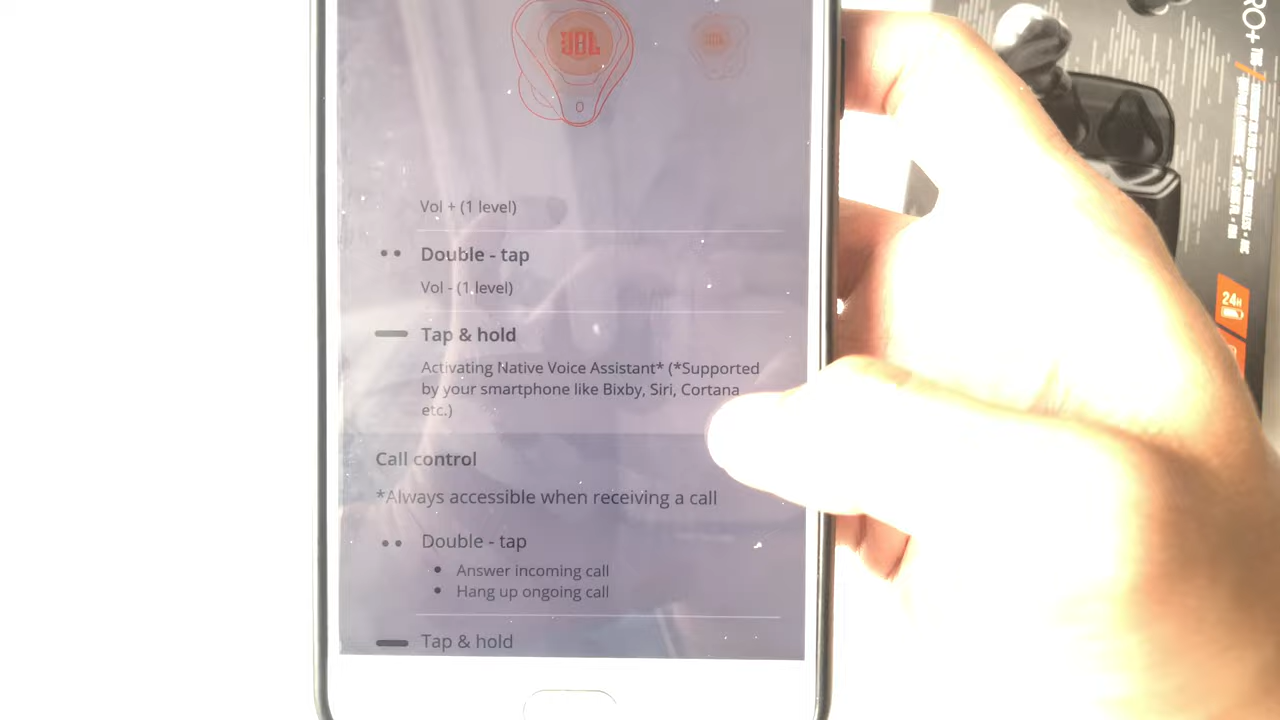 JBL
JBL
Vol + (1 level)
Double - tap
Vol - (1 level)
Tap & hold
Activating Native Voice Assistant* (*Supported
by your smartphone like Bixby, Siri, Cortana
etc.)
Call control
*Always accessible when receiving a call
Double - tap
Answer incoming call
Hang up ongoing call
Tap & hold
RO+
24H